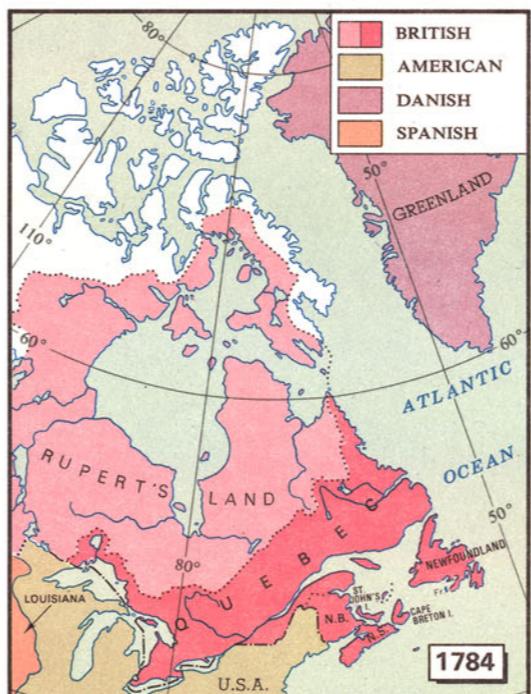 BRITISH
AMERICAN
DANISH
SPANISH
80°
50°
GREENLAND
110°
60°
60°
ATLANTIC
OCEAN
RUPERT'S LAND
50°
QUEBEC
NEWFOUNDLAND
80°
Fr.
LOUISIANA
ST.
JOHN'S
I.
CAPE
BRETON I.
N.B.
N.S.
U.S.A.
1784